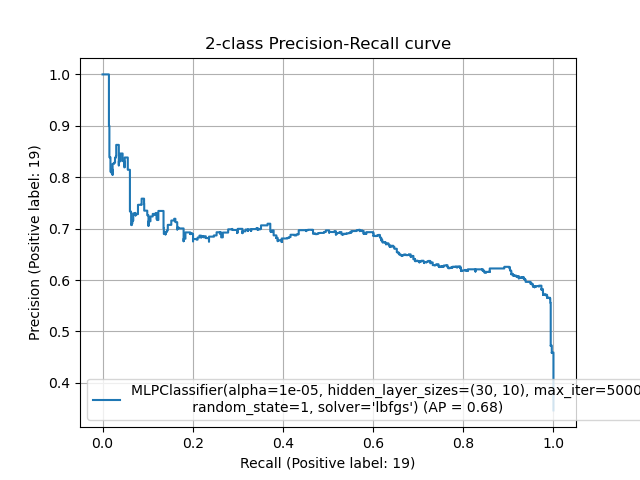 2-class Precision-Recall curve
1.0
0.9
0.8
0.7
0.6
0.5
0.4
Precision (Positive label: 19)
MLPClassifier(alpha=1e-05, hidden_layer_sizes=(30, 10), max_iter=5000
random_state=1, solver='lbfgs') (AP = 0.68)
0.0 0.2 0.4 0.6 0.8 1.0
Recall (Positive label: 19)